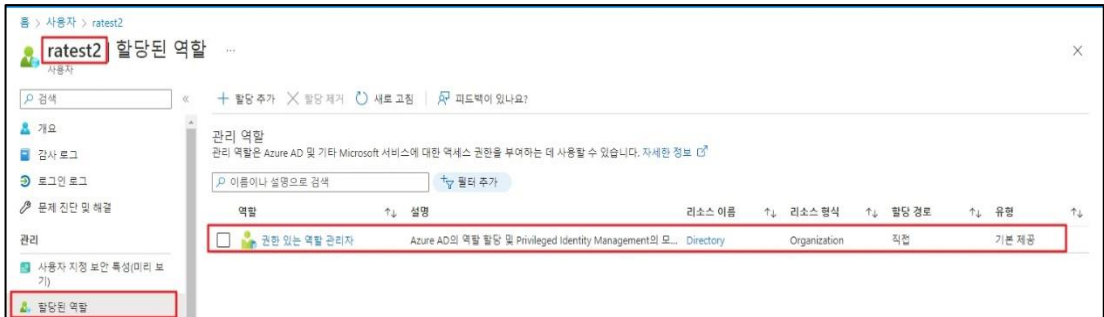 홈 > 사용자 > ratest2
ratest2 | 할당된 역할 ...
사용자
검색
할당 추가 할당 제거 새로 고침 피드백이 있나요?
개요
감사 로그
로그인 로그
문제 진단 및 해결
관리
사용자 지정 보안 특성(미리 보
기)
할당된 역할
관리 역할
관리 역할은 Azure AD 및 기타 Microsoft 서비스에 대한 액세스 권한을 부여하는 데 사용할 수 있습니다. 자세한 정보
이름이나 설명으로 검색 필터 추가
역할 설명 리소스 이름 리소스 형식 할당 경로 유형
권한 있는 역할 관리자 Azure AD의 역할 할당 및 Privileged Identity Management의 모... Directory Organization 직접 기본 제공